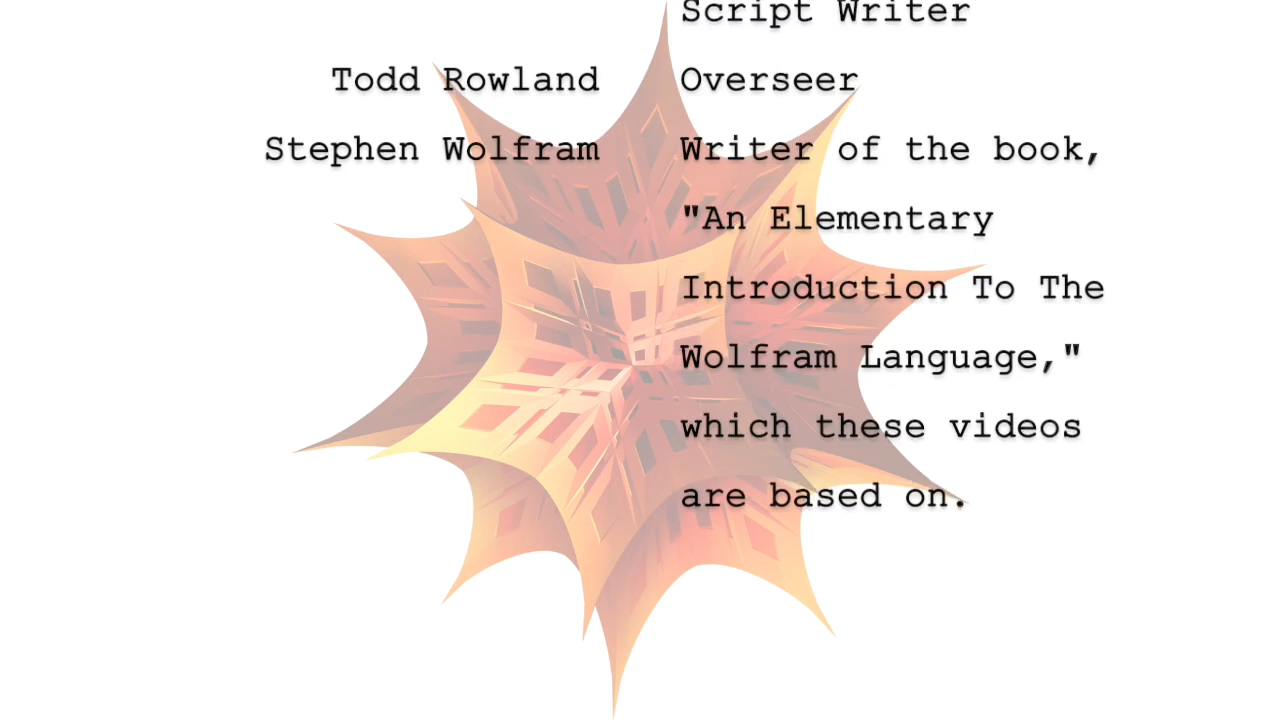 Script Writer
Todd Rowland Overseer
Stephen Wolfram Writer of the book,
"An Elementary
Introduction To The
Wolfram Language,"
which these videos
are based on.